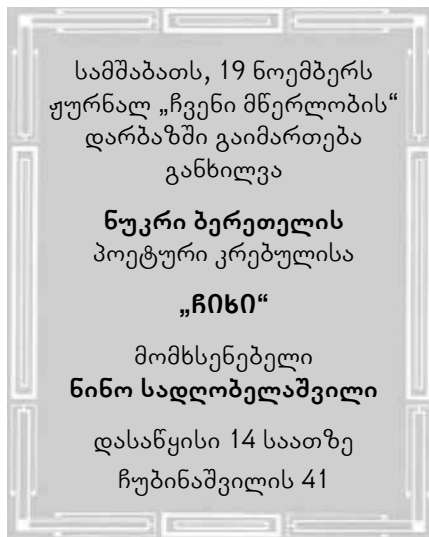 სამშაბათს, 19 ნოემბერს
ჟურნალ „ჩვენი მწერლობის“
დარბაზში გაიმართება
განხილვა
ნუკრი ბერეთელის
პოეტური კრებულისა
„ჩიხი“
მომხსენებელი
ნინო სადღობელაშვილი
დასაწყისი 14 საათზე
ჩუბინაშვილის 41